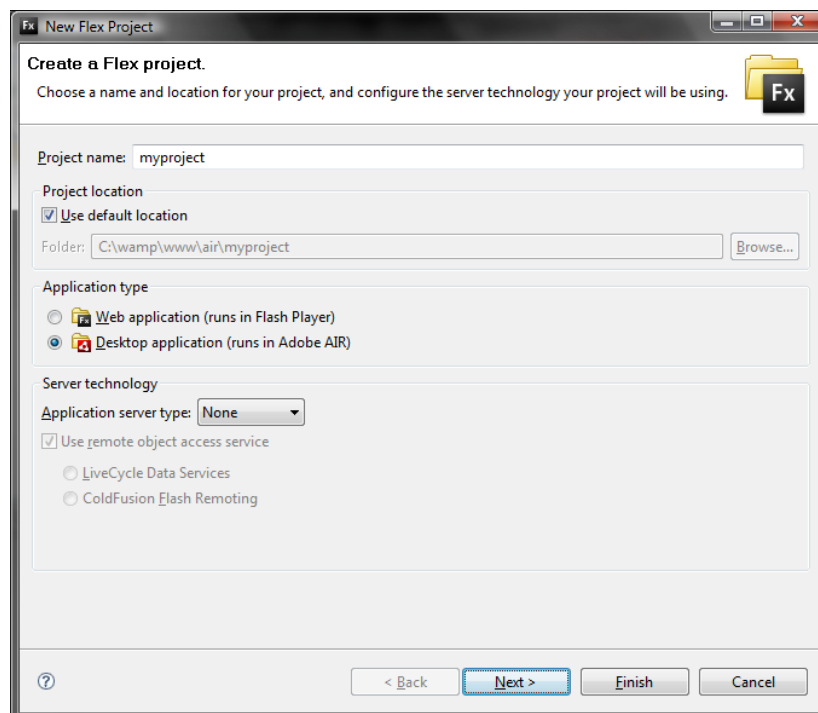 Fx New Flex Project
Create a Flex project.
Choose a name and location for your project, and configure the server technology your project will be using.
Fx
Project name: myproject
Project location
Use default location
Folder: C:\wamp\www\air\myproject Browse...
Application type
Fx Web application (runs in Flash Player)
Desktop application (runs in Adobe AIR)
Server technology
Application server type: None
Use remote object access service
LiveCycle Data Services
ColdFusion Flash Remoting
? < Back Next > Finish Cancel